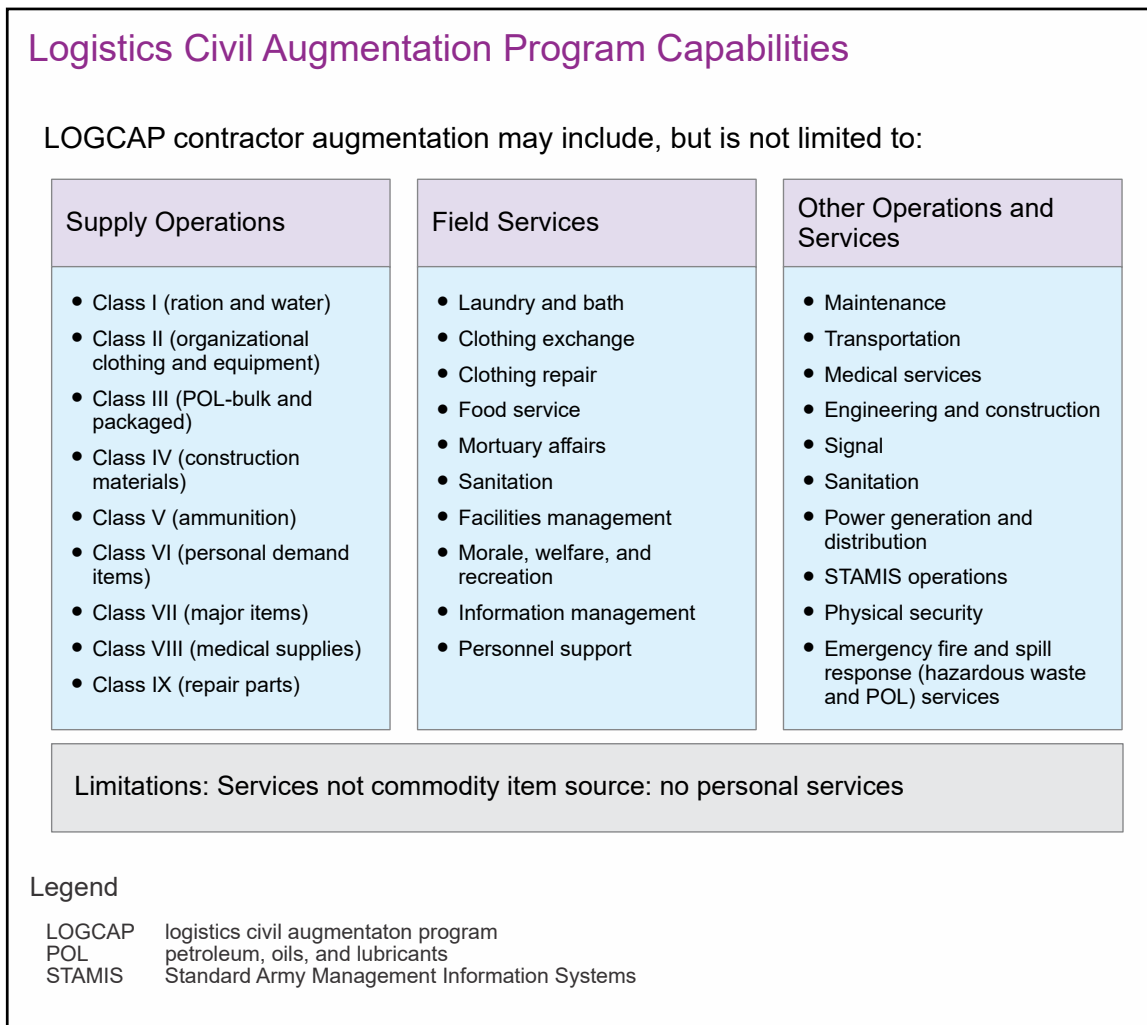 Logistics Civil Augmentation Program Capabilities
LOGCAP contractor augmentation may include, but is not limited to:
Supply Operations
• Class I (ration and water)
• Class II (organizational
clothing and equipment)
• Class III (POL-bulk and
packaged)
• Class IV (construction
materials)
• Class V (ammunition)
• Class VI (personal demand
items)
• Class VII (major items)
• Class VIII (medical supplies)
• Class IX (repair parts)
Field Services
• Laundry and bath
• Clothing exchange
• Clothing repair
• Food service
• Mortuary affairs
• Sanitation
• Facilities management
• Morale, welfare, and
recreation
• Information management
• Personnel support
Other Operations and
Services
• Maintenance
• Transportation
• Medical services
• Engineering and construction
• Signal
• Sanitation
• Power generation and
distribution
• STAMIS operations
• Physical security
• Emergency fire and spill
response (hazardous waste
and POL) services
Limitations: Services not commodity item source: no personal services
Legend
LOGCAP logistics civil augmentaton program
POL petroleum, oils, and lubricants
STAMIS Standard Army Management Information Systems